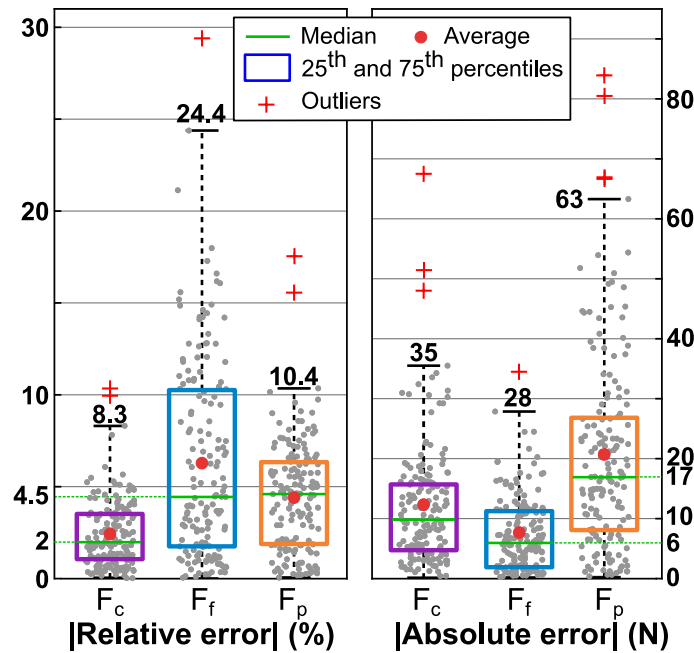 Median Average
25th and 75th percentiles
Outliers
30
20
10
4.5
2
0
8.3
24.4
10.4
Fc Ff Fp
|Relative error| (%)
80
60
40
20
17
10
6
0
35
28
63
Fc Ff Fp
|Absolute error| (N)